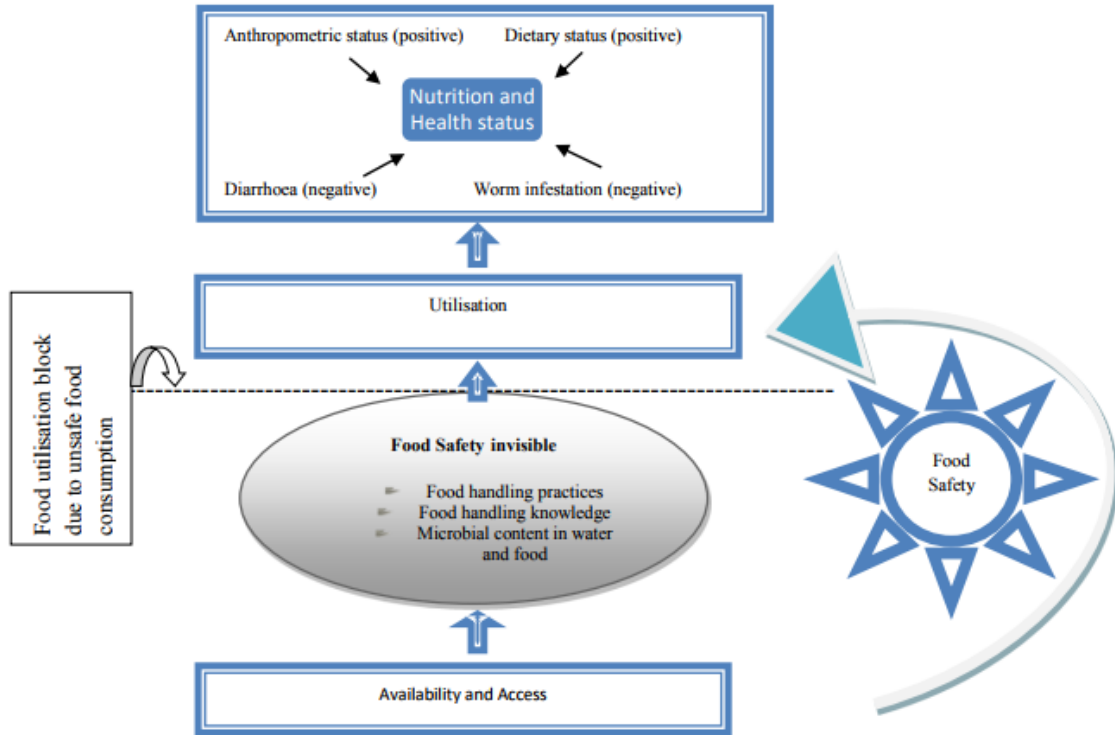 Anthropometric status (positive)
Dietary status (positive)
Nutrition and
Health status
Diarrhoea (negative)
Worm infestation (negative)
Utilisation
Food utilisation block
due to unsafe food
consumption
Food Safety invisible
Food handling practices
Food handling knowledge
Microbial content in water
and food
Food
Safety
Availability and Access